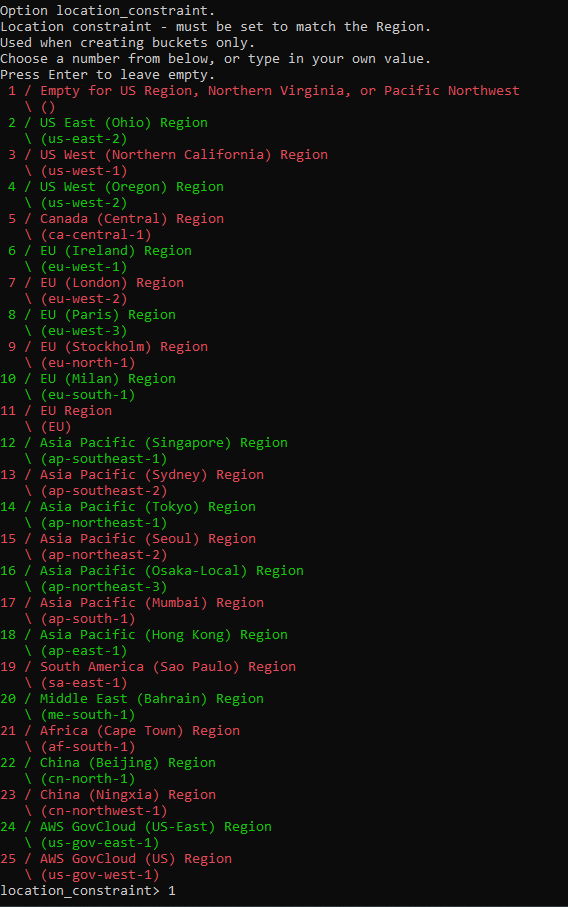 Option location_constraint.
Location constraint - must be set to match the Region.
Used when creating buckets only.
Choose a number from below, or type in your own value.
Press Enter to leave empty.
 1 / Empty for US Region, Northern Virginia, or Pacific Northwest
   \ ()
 2 / US East (Ohio) Region
   \ (us-east-2)
 3 / US West (Northern California) Region
   \ (us-west-1)
 4 / US West (Oregon) Region
   \ (us-west-2)
 5 / Canada (Central) Region
   \ (ca-central-1)
 6 / EU (Ireland) Region
   \ (eu-west-1)
 7 / EU (London) Region
   \ (eu-west-2)
 8 / EU (Paris) Region
   \ (eu-west-3)
 9 / EU (Stockholm) Region
   \ (eu-north-1)
10 / EU (Milan) Region
   \ (eu-south-1)
11 / EU Region
   \ (EU)
12 / Asia Pacific (Singapore) Region
   \ (ap-southeast-1)
13 / Asia Pacific (Sydney) Region
   \ (ap-southeast-2)
14 / Asia Pacific (Tokyo) Region
   \ (ap-northeast-1)
15 / Asia Pacific (Seoul) Region
   \ (ap-northeast-2)
16 / Asia Pacific (Osaka-Local) Region
   \ (ap-northeast-3)
17 / Asia Pacific (Mumbai) Region
   \ (ap-south-1)
18 / Asia Pacific (Hong Kong) Region
   \ (ap-east-1)
19 / South America (Sao Paulo) Region
   \ (sa-east-1)
20 / Middle East (Bahrain) Region
   \ (me-south-1)
21 / Africa (Cape Town) Region
   \ (af-south-1)
22 / China (Beijing) Region
   \ (cn-north-1)
23 / China (Ningxia) Region
   \ (cn-northwest-1)
24 / AWS GovCloud (US-East) Region
   \ (us-gov-east-1)
25 / AWS GovCloud (US) Region
   \ (us-gov-west-1)
location_constraint> 1